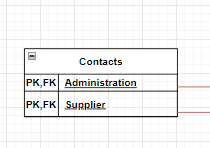 Contacts
PK,FK Administration
PK,FK Supplier